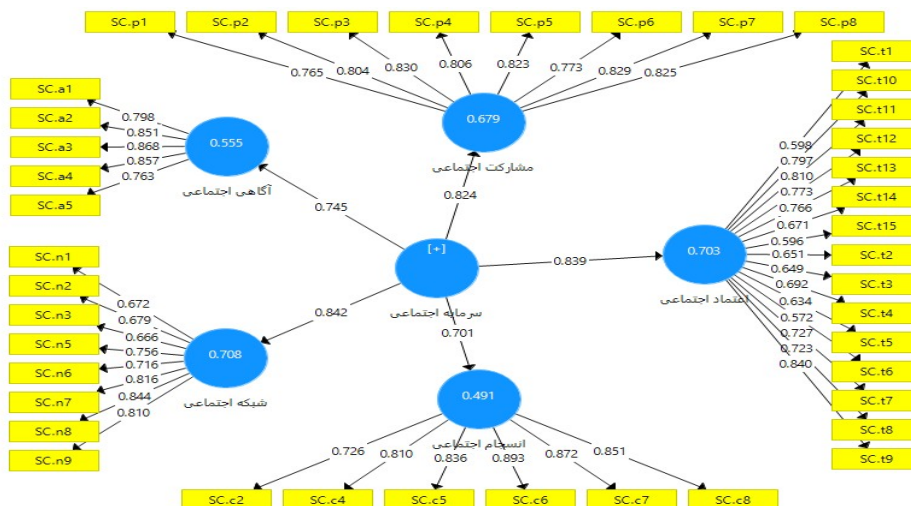 SC.p1 SC.p2 SC.p3 SC.p4 SC.p5 SC.p6 SC.p7 SC.p8
0.765 0.804 0.830 0.806 0.823 0.773 0.829 0.825
0.679
مشارکت اجتماعی
0.824
SC.a1
SC.a2
SC.a3
SC.a4
SC.a5
0.798
0.851
0.868
0.857
0.763
0.555
آگاهی اجتماعی
0.745
SC.t1
SC.t10
SC.t11
SC.t12
SC.t13
SC.t14
SC.t15
SC.t2
SC.t3
SC.t4
SC.t5
SC.t6
SC.t7
SC.t8
SC.t9
0.598
0.797
0.810
0.773
0.766
0.671
0.596
0.651
0.649
0.692
0.634
0.572
0.727
0.723
0.840
0.703
اعتماد اجتماعی
0.839
[+]
سرمایه اجتماعی
SC.n1
SC.n2
SC.n3
SC.n5
SC.n6
SC.n7
SC.n8
SC.n9
0.672
0.679
0.666
0.756
0.716
0.816
0.844
0.810
0.708
شبکه اجتماعی
0.842
0.701
0.491
انسجام اجتماعی
0.726 0.810 0.836 0.893 0.872 0.851
SC.c2 SC.c4 SC.c5 SC.c6 SC.c7 SC.c8